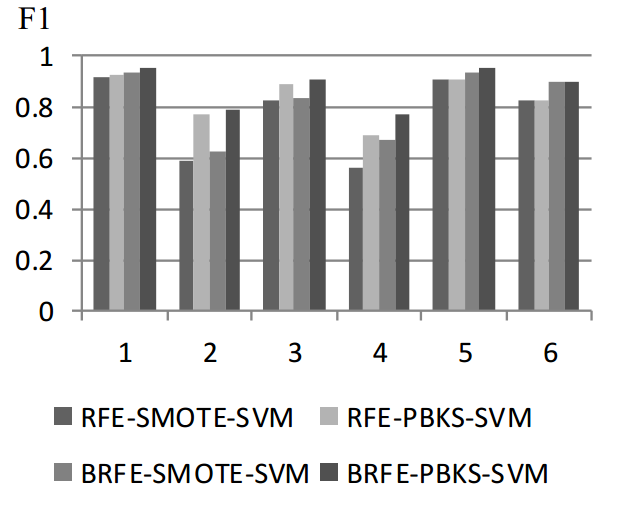 F1
1
0.8
0.6
0.4
0.2
0
1 2 3 4 5 6
RFE-SMOTE-SVM RFE-PBKS-SVM
BRFE-SMOTE-SVM BRFE-PBKS-SVM